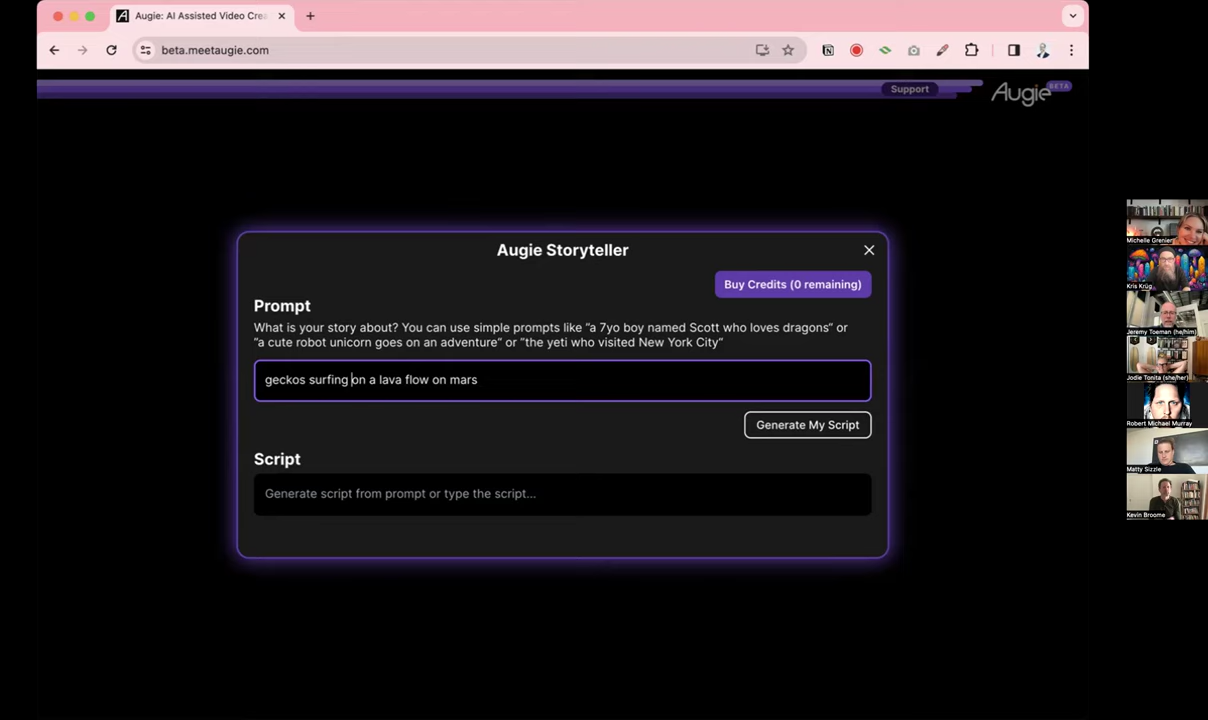 Augie: AI Assisted Video Crea
beta.meetaugie.com
Support
Augie BETA
Augie Storyteller
Buy Credits (0 remaining)
Prompt
What is your story about? You can use simple prompts like "a 7yo boy named Scott who loves dragons" or
"a cute robot unicorn goes on an adventure" or "the yeti who visited New York City"
geckos surfing on a lava flow on mars
Generate My Script
Script
Generate script from prompt or type the script...
Michelle Grenier
Kris Krüg
Jeremy Toeman (he/him)
Jodie Tonita (she/her)
Robert Michael Murray
Matty Sizzle
Kevin Broome